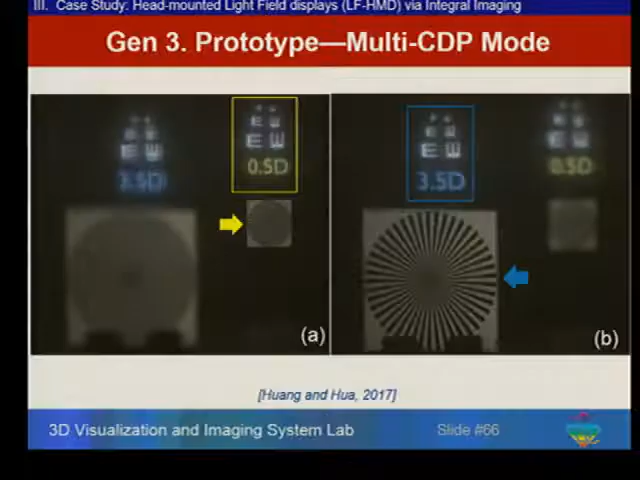 III. Case Study: Head-mounted Light Field displays (LF-HMD) via Integral Imaging
Gen 3. Prototype—Multi-CDP Mode
E
E
3.5D
E
E
0.5D
(a)
E
E
3.5D
E
E
0.5D
(b)
[Huang and Hua, 2017]
3D Visualization and Imaging System Lab
Slide #66